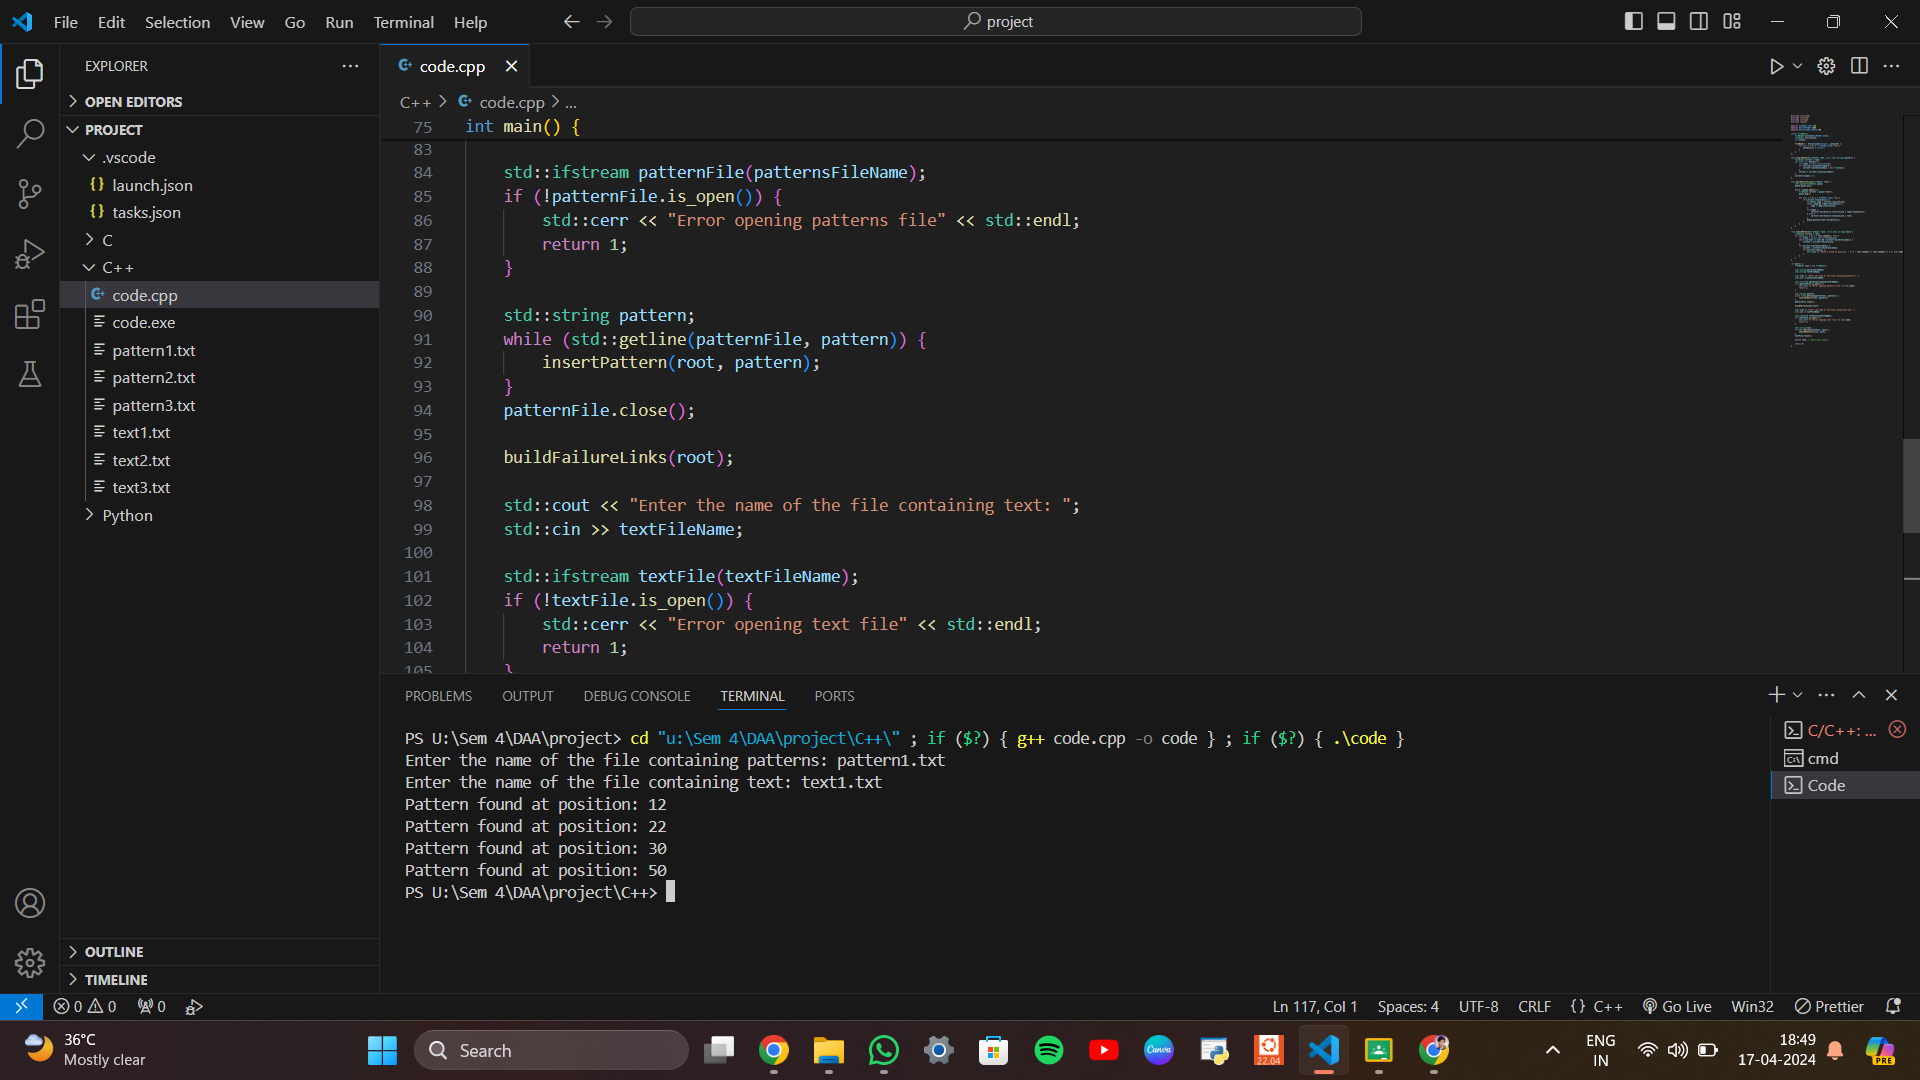 File Edit Selection View Go Run Terminal Help
project
EXPLORER
OPEN EDITORS
PROJECT
.vscode
launch.json
tasks.json
C
C++
code.cpp
code.exe
pattern1.txt
pattern2.txt
pattern3.txt
text1.txt
text2.txt
text3.txt
Python
OUTLINE
TIMELINE
code.cpp
C++ > code.cpp > ...
75 int main() {
83
84 std::ifstream patternFile(patternsFileName);
85 if (!patternFile.is_open()) {
86 std::cerr << "Error opening patterns file" << std::endl;
87 return 1;
88 }
89
90 std::string pattern;
91 while (std::getline(patternFile, pattern)) {
92 insertPattern(root, pattern);
93 }
94 patternFile.close();
95
96 buildFailureLinks(root);
97
98 std::cout << "Enter the name of the file containing text: ";
99 std::cin >> textFileName;
100
101 std::ifstream textFile(textFileName);
102 if (!textFile.is_open()) {
103 std::cerr << "Error opening text file" << std::endl;
104 return 1;
105 }
PROBLEMS OUTPUT DEBUG CONSOLE TERMINAL PORTS
PS U:\Sem 4\DAA\project> cd "u:\Sem 4\DAA\project\C++\" ; if ($?) { g++ code.cpp -o code } ; if ($?) { .\code }
Enter the name of the file containing patterns: pattern1.txt
Enter the name of the file containing text: text1.txt
Pattern found at position: 12
Pattern found at position: 22
Pattern found at position: 30
Pattern found at position: 50
PS U:\Sem 4\DAA\project\C++>
C/C++: ...
cmd
Code
0 0 0
Ln 117, Col 1 Spaces: 4 UTF-8 CRLF {} C++ Go Live Win32 Prettier
36°C
Mostly clear
Search
Canva
22.04
ENG
IN
18:49
17-04-2024
PRE